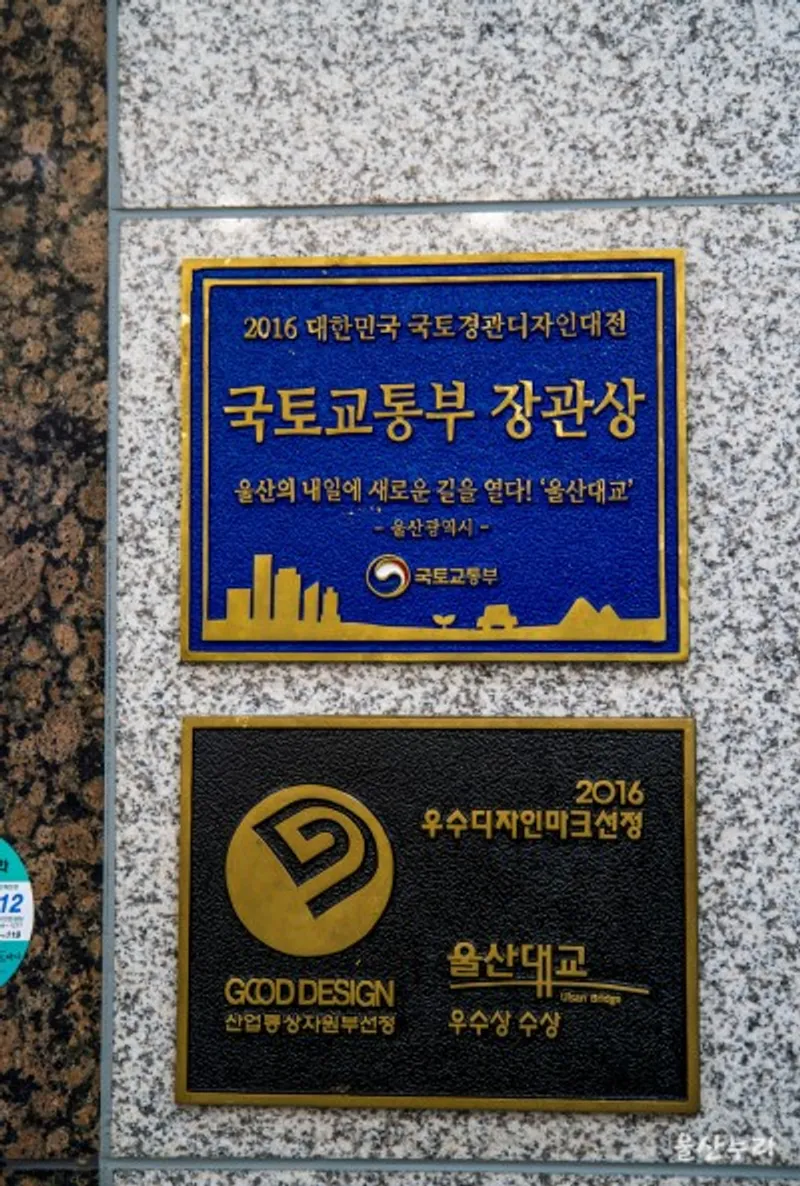 2016 대한민국 국토경관디자인대전
국토교통부 장관상
울산의 내일에 새로운 길을 열다! '울산대교'
- 울산광역시 -
국토교통부
2016
우수디자인마크선정
GOOD DESIGN
산업통상자원부선정
울산대교
Ulsan Bridge
우수상 수상
12
울산누리